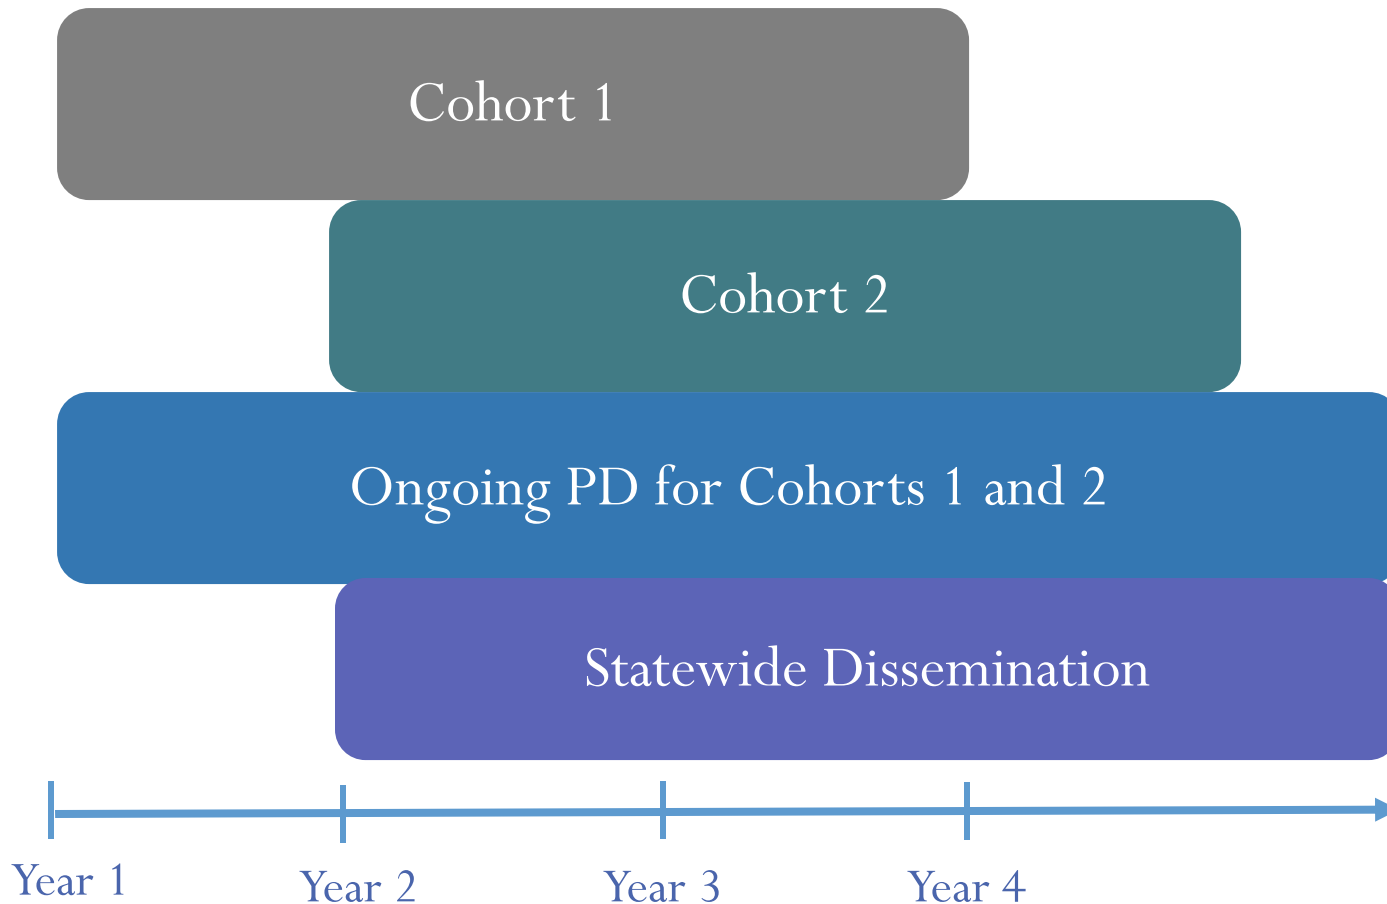 Cohort 1
Cohort 2
Ongoing PD for Cohorts 1 and 2
Statewide Dissemination
Year 1
Year 2
Year 3
Year 4